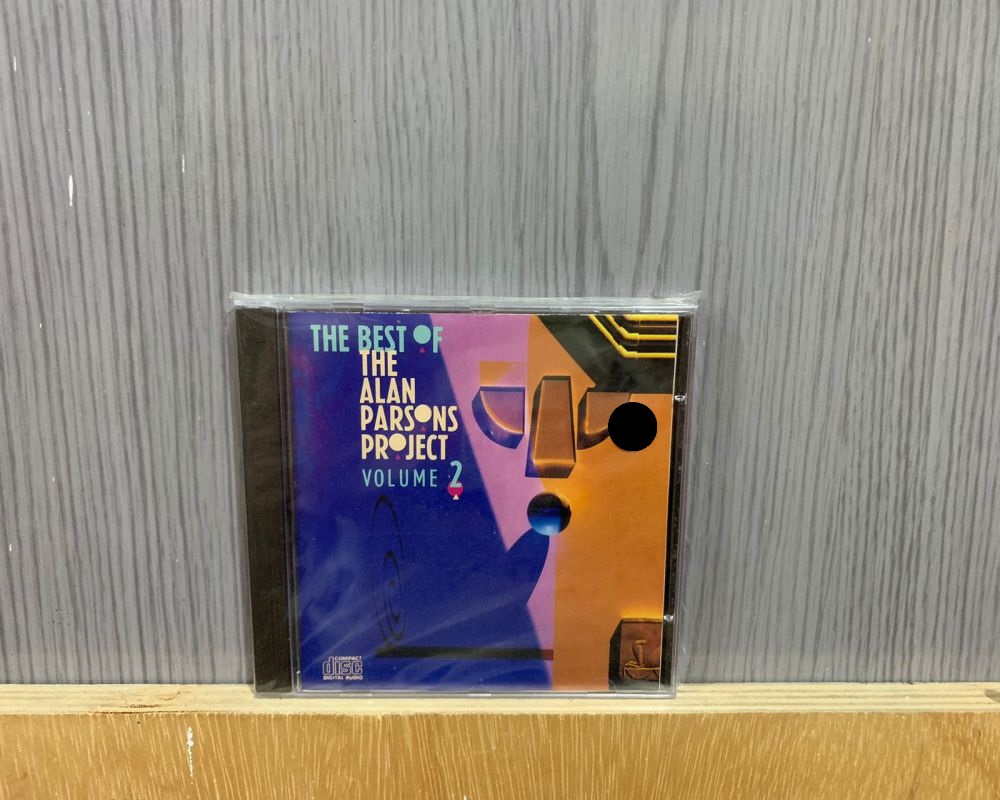 THE BEST OF
THE
ALAN
PARSONS
PROJECT
VOLUME 2
COMPACT
disc
DIGITAL AUDIO